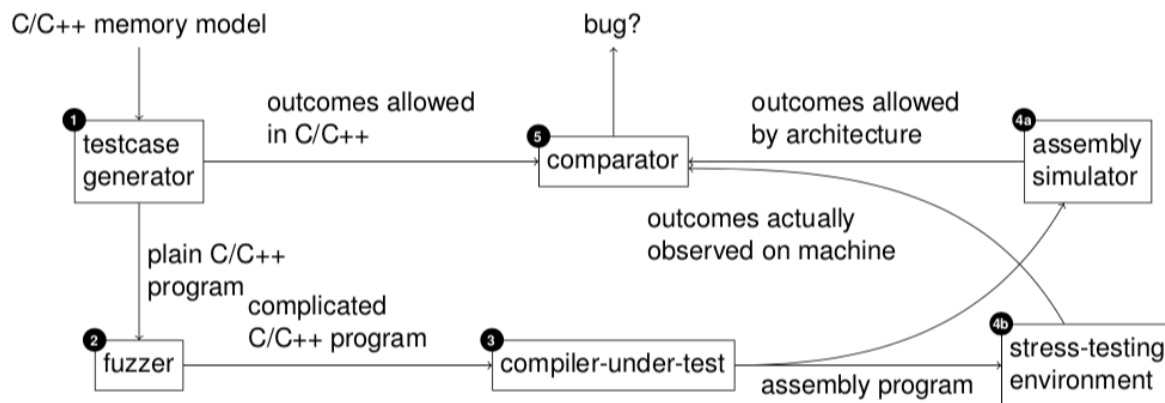 C/C++ memory model
bug?
outcomes allowed
in C/C++
outcomes allowed
by architecture
1
testcase
generator
5
comparator
4a
assembly
simulator
outcomes actually
observed on machine
plain C/C++
program
complicated
C/C++ program
2
fuzzer
3
compiler-under-test
assembly program
4b
stress-testing
environment